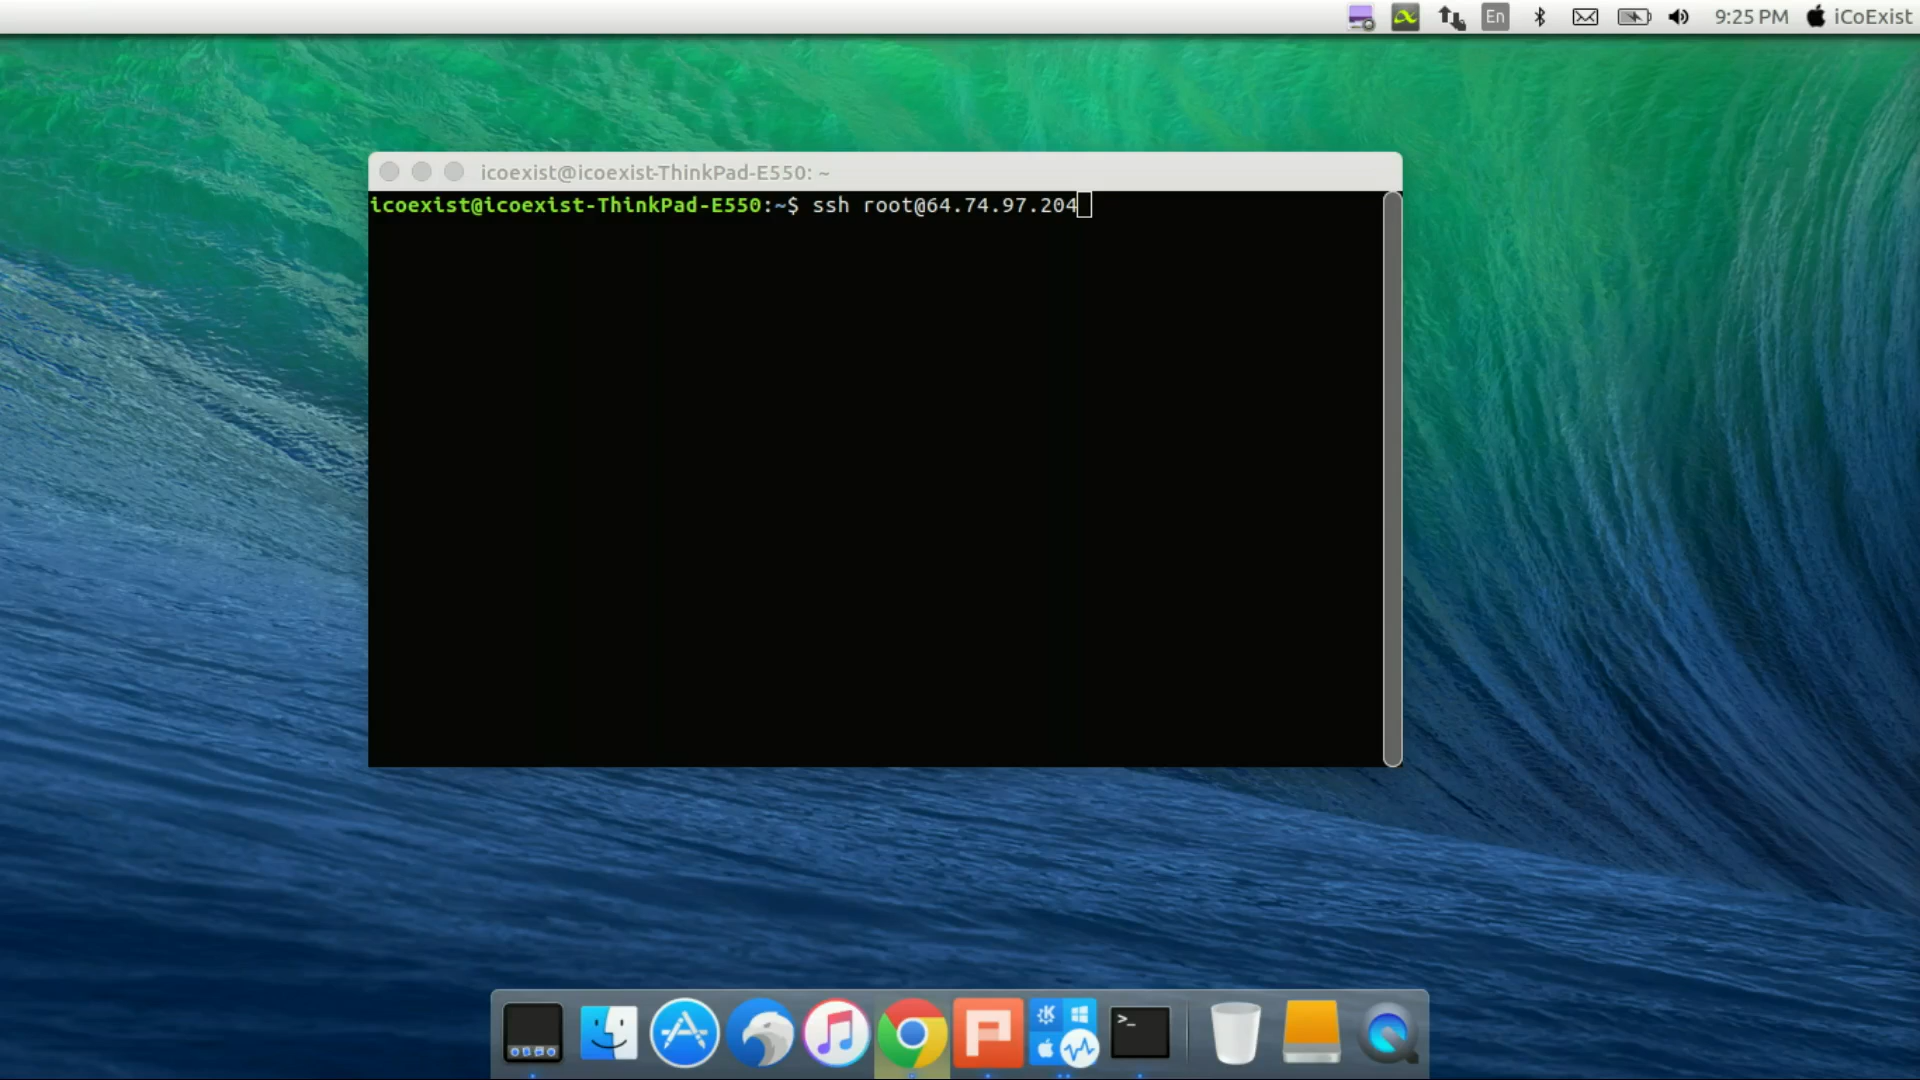 En 9:25 PM iCoExist
icoexist@icoexist-ThinkPad-E550: ~
icoexist@icoexist-ThinkPad-E550:~$ ssh root@64.74.97.204
>_